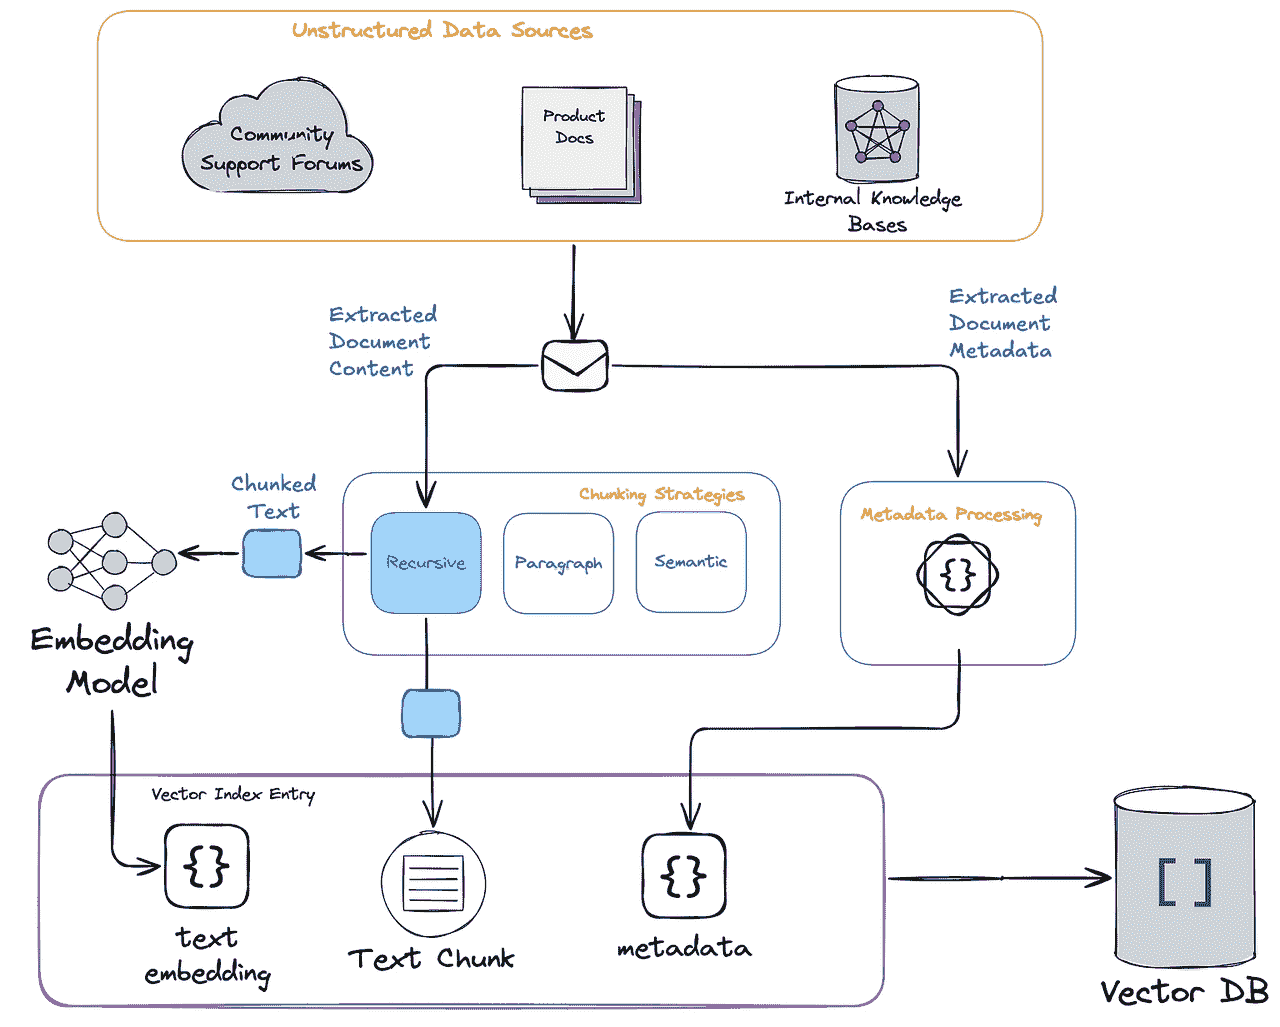 Unstructured Data Sources
Community
Support Forums
Product
Docs
Internal Knowledge
Bases
Extracted
Document
Content
Extracted
Document
Metadata
Chunked
Text
Chunking Strategies
Recursive
Paragraph
Semantic
Metadata Processing
{}
Embedding
Model
Vector Index Entry
{}
text
embedding
Text Chunk
{}
metadata
[]
Vector DB